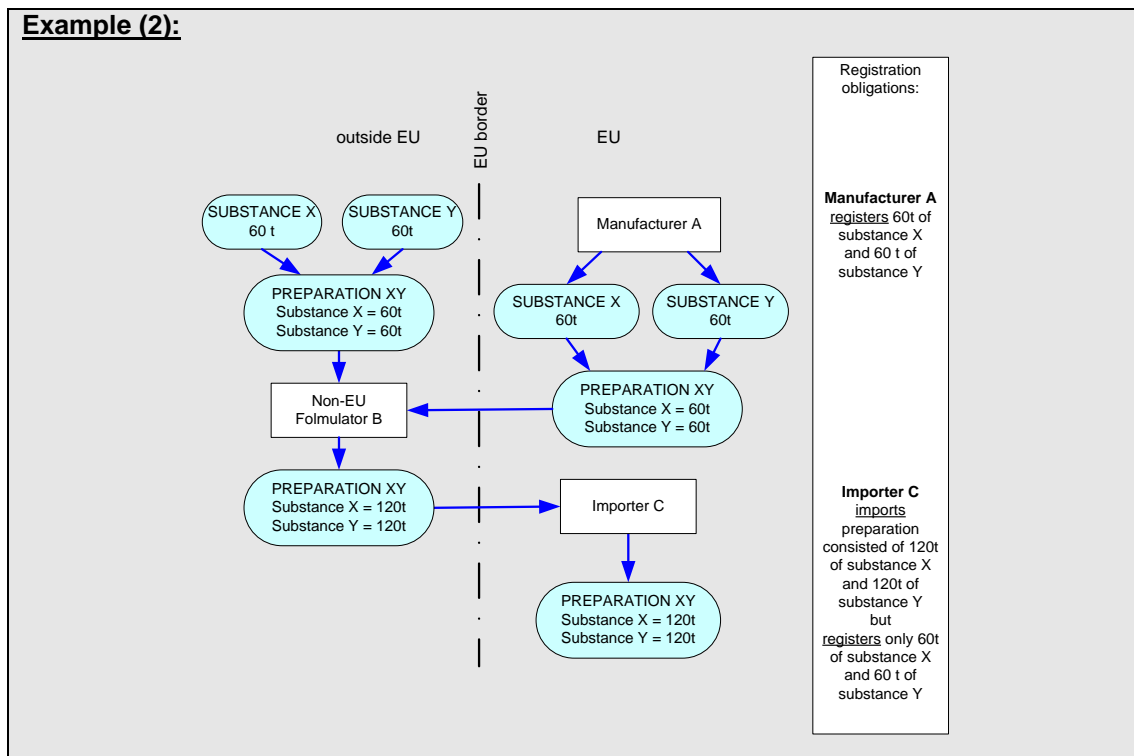 Example (2):
outside EU
EU border
EU
SUBSTANCE X
60 t
SUBSTANCE Y
60t
PREPARATION XY
Substance X = 60t
Substance Y = 60t
Non-EU
Folmulator B
PREPARATION XY
Substance X = 120t
Substance Y = 120t
Manufacturer A
SUBSTANCE X
60t
SUBSTANCE Y
60t
PREPARATION XY
Substance X = 60t
Substance Y = 60t
Importer C
PREPARATION XY
Substance X = 120t
Substance Y = 120t
Registration
obligations:
Manufacturer A
registers 60t of
substance X
and 60 t of
substance Y
Importer C
imports
preparation
consisted of 120t
of substance X
and 120t of
substance Y
but
registers only 60t
of substance X
and 60 t of
substance Y